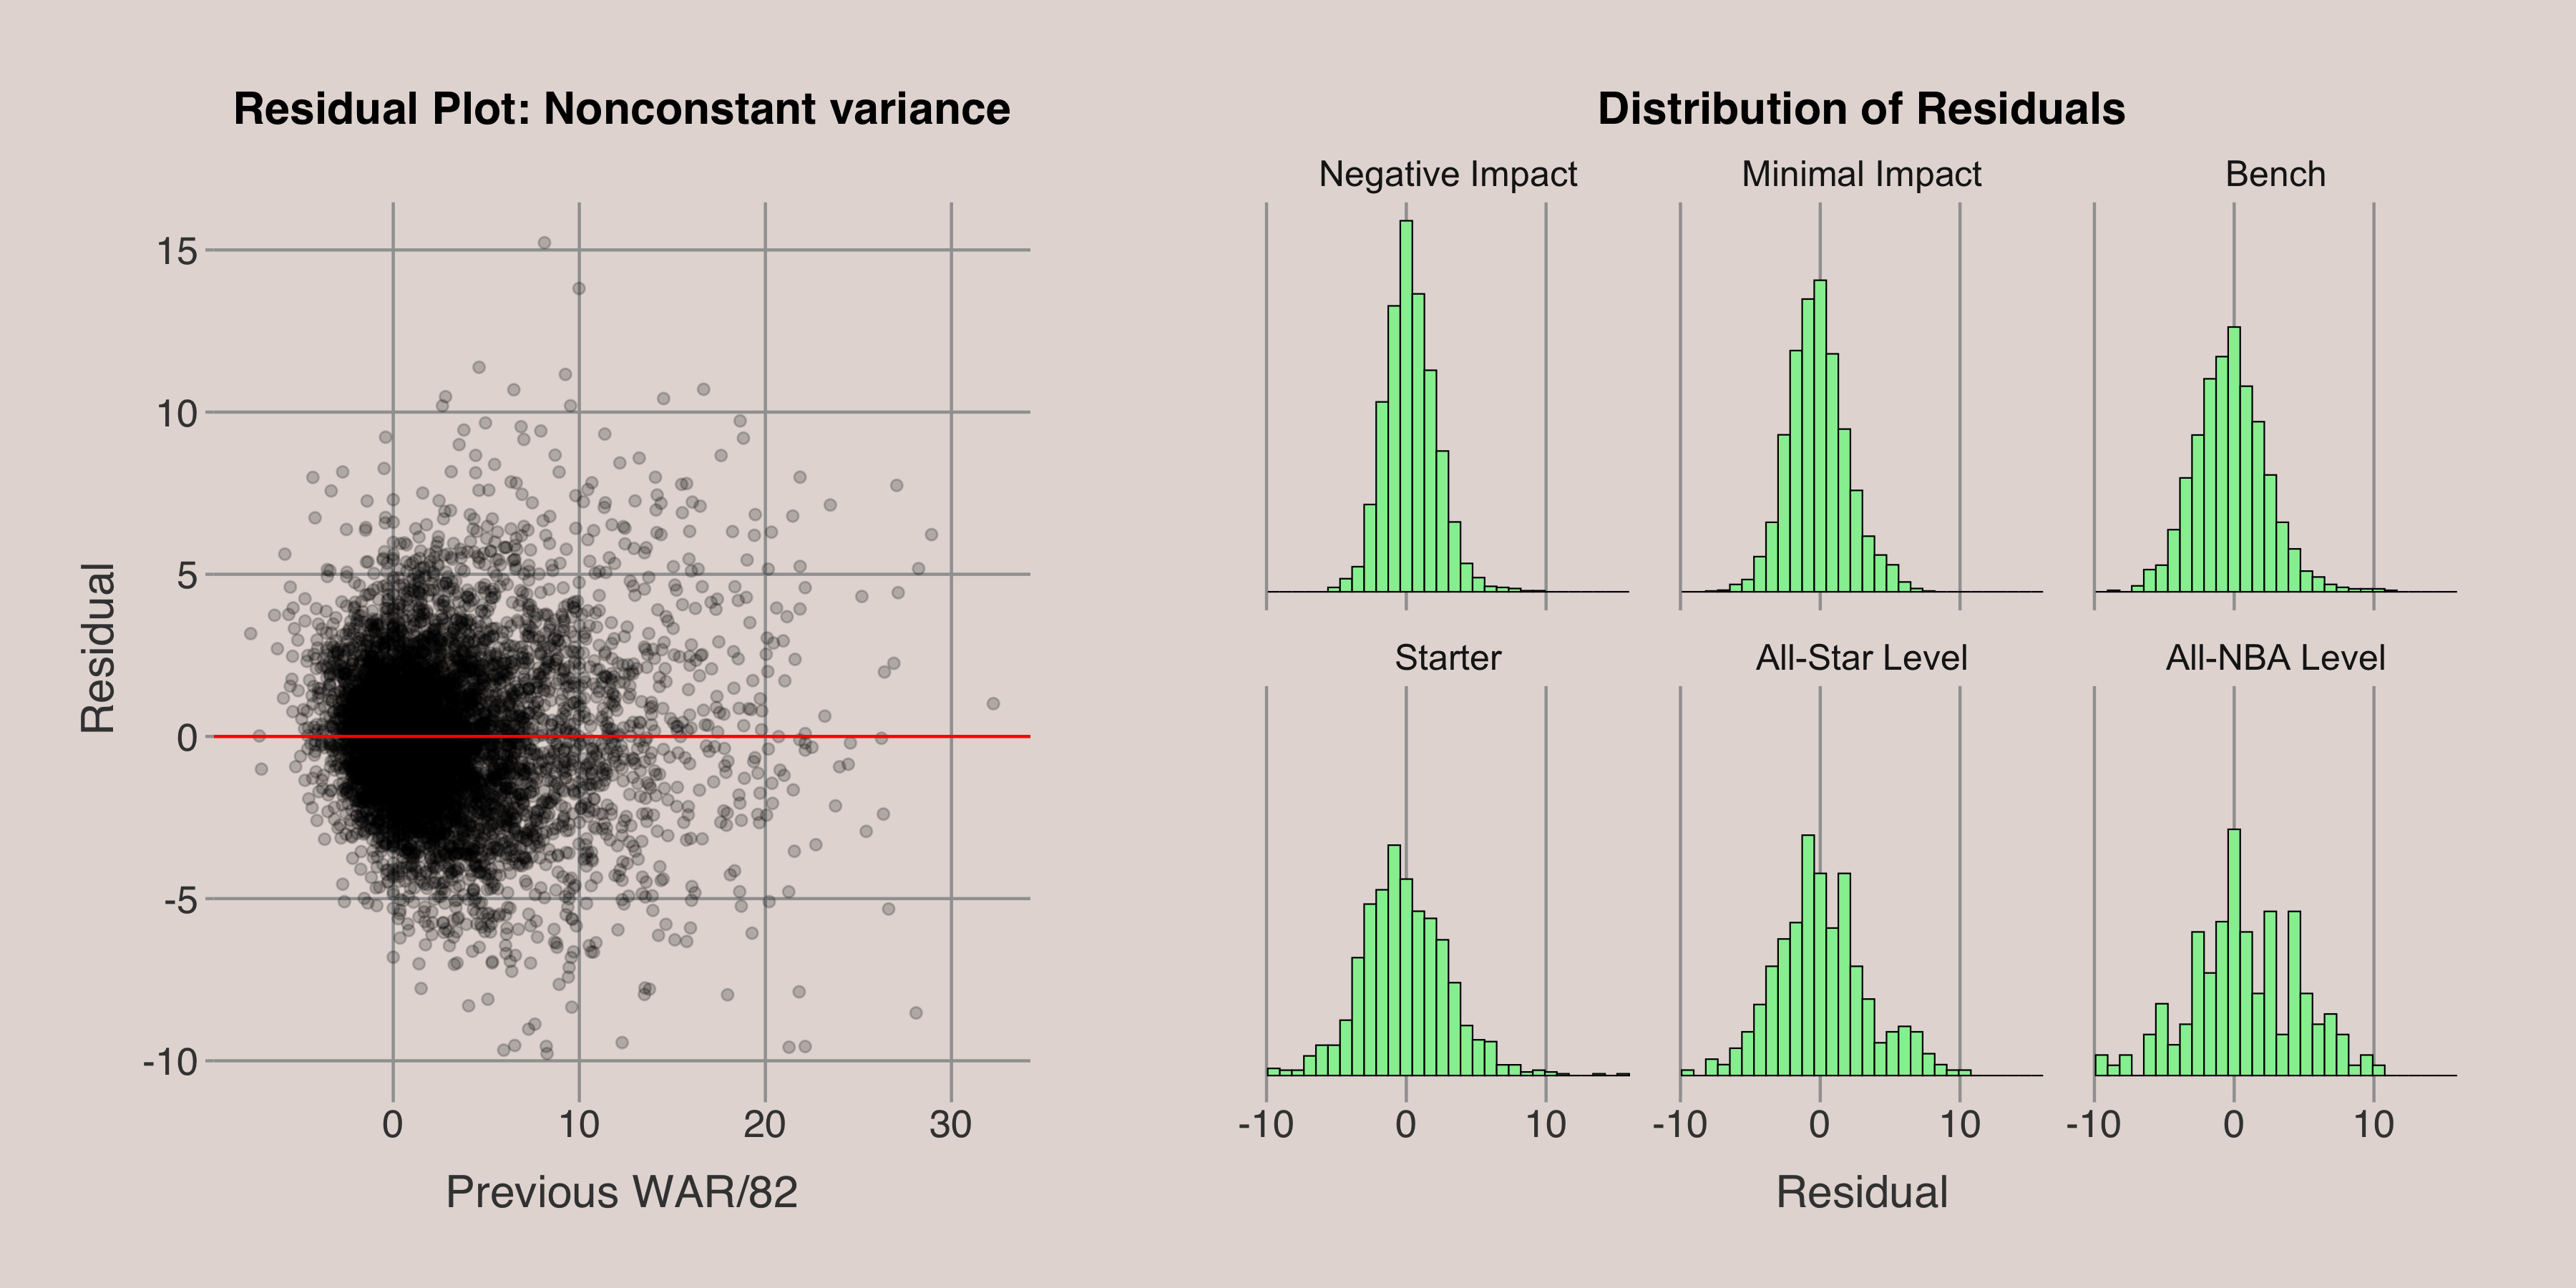 Residual Plot: Nonconstant variance
Residual
15
10
5
0
-5
-10
0 10 20 30
Previous WAR/82
Distribution of Residuals
Negative Impact Minimal Impact Bench
Starter All-Star Level All-NBA Level
-10 0 10 -10 0 10 -10 0 10
Residual